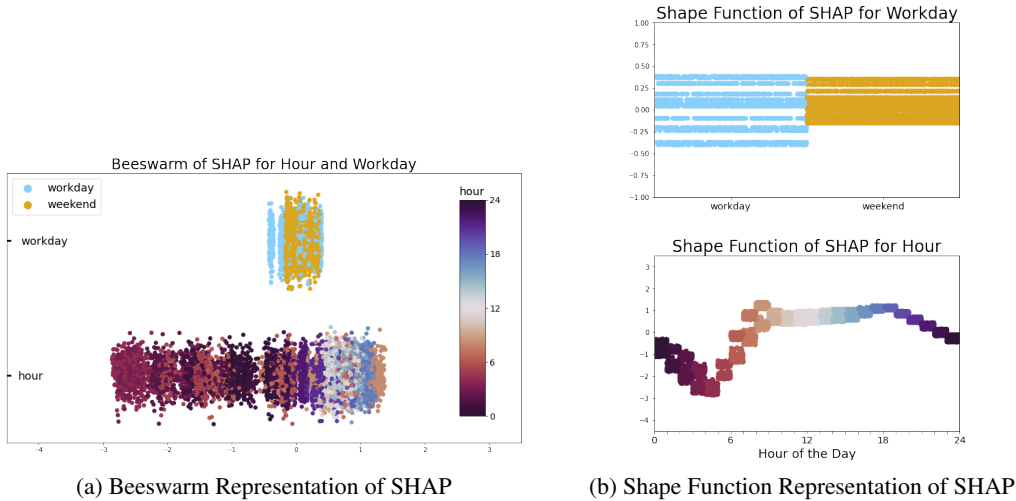 Shape Function of SHAP for Workday
1.00
0.75
0.50
0.25
0.00
−0.25
−0.50
−0.75
−1.00
workday
weekend
Beeswarm of SHAP for Hour and Workday
workday
weekend
hour
24
18
12
6
0
workday
hour
−4
−3
−2
−1
0
1
2
3
Shape Function of SHAP for Hour
3
2
1
0
−1
−2
−3
−4
0
6
12
18
24
Hour of the Day
(a) Beeswarm Representation of SHAP
(b) Shape Function Representation of SHAP